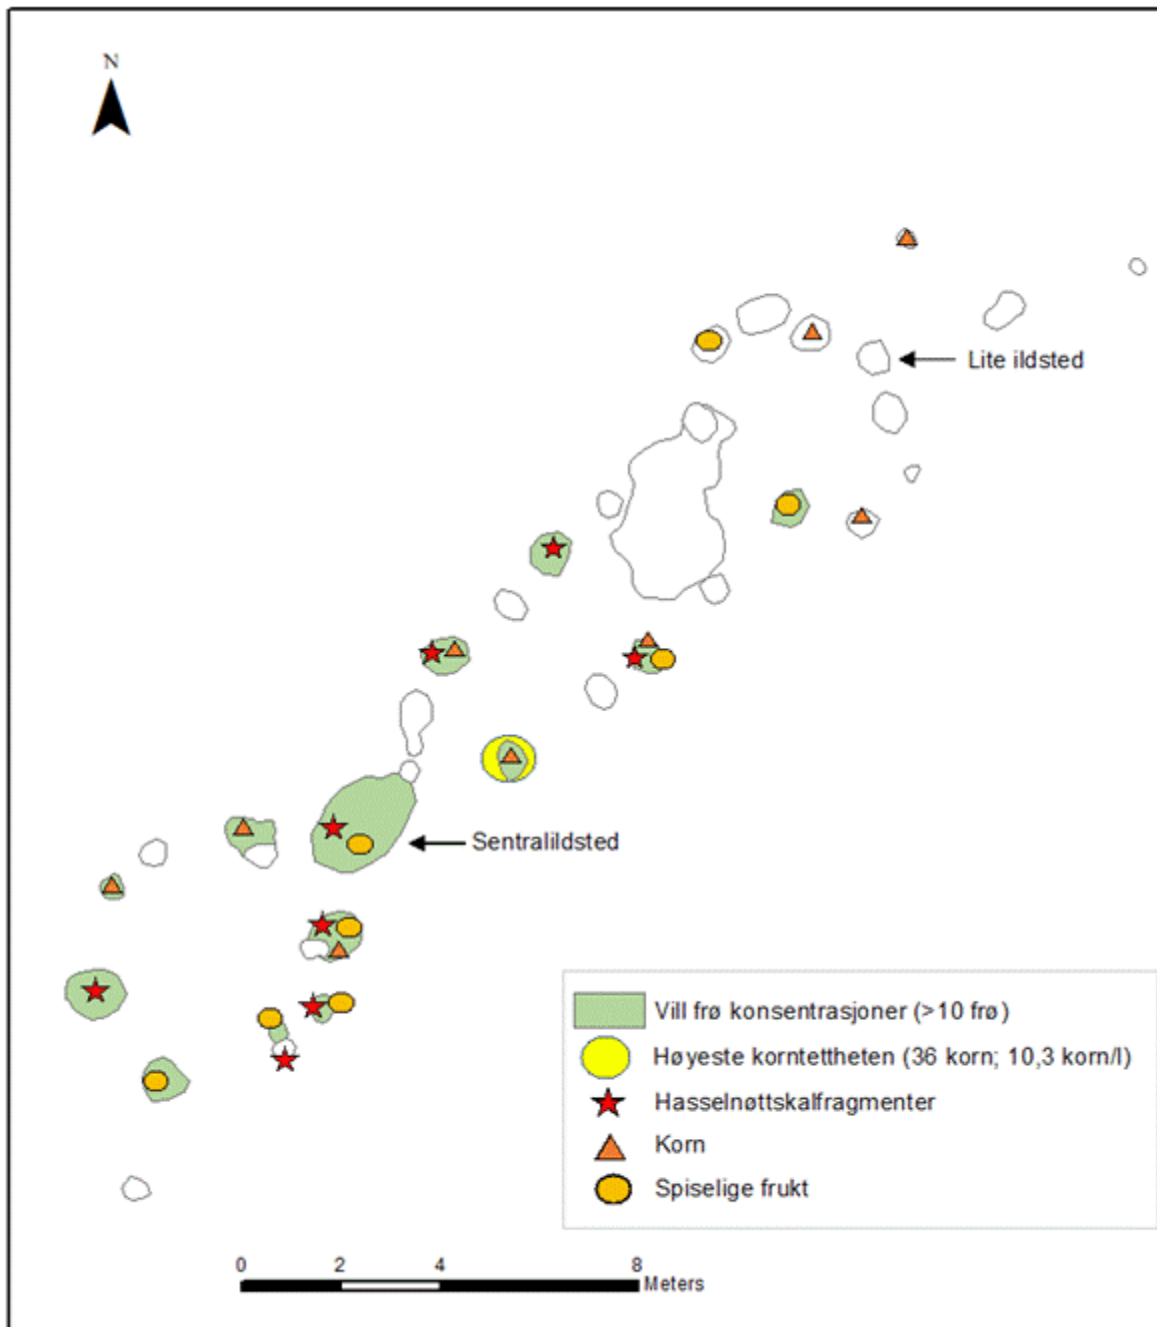 N
Lite ildsted
Sentralildsted
Vill frø konsentrasjoner (>10 frø)
Høyeste korntettheten (36 korn; 10,3 korn/l)
Hasselnøttskalfragmenter
Korn
Spiselige frukt
0 2 4 8
Meters